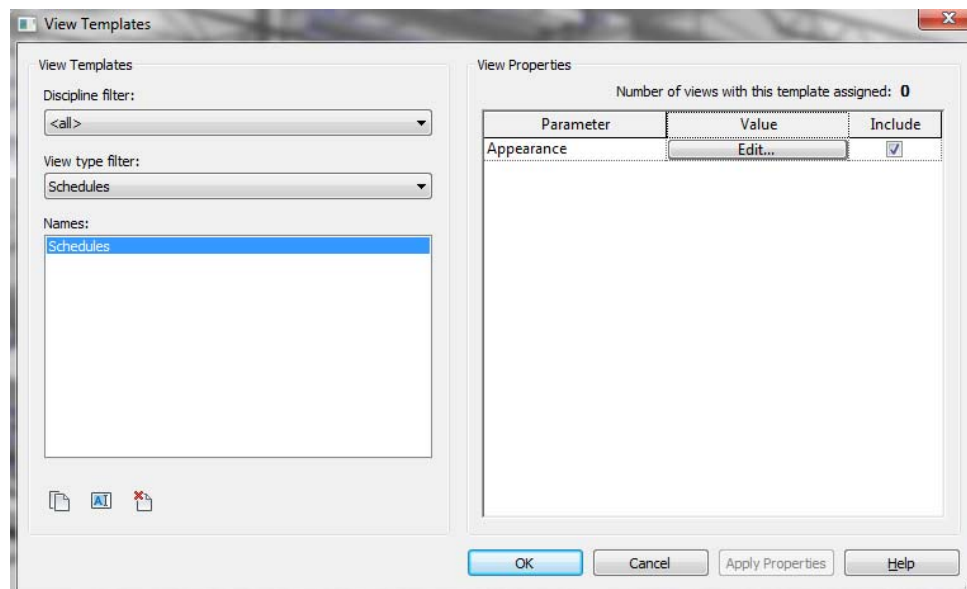 View Templates
View Templates
Discipline filter:
<all>
View type filter:
Schedules
Names:
Schedules
AI
View Properties
Number of views with this template assigned: 0
Parameter Value Include
Appearance Edit...
OK Cancel Apply Properties Help